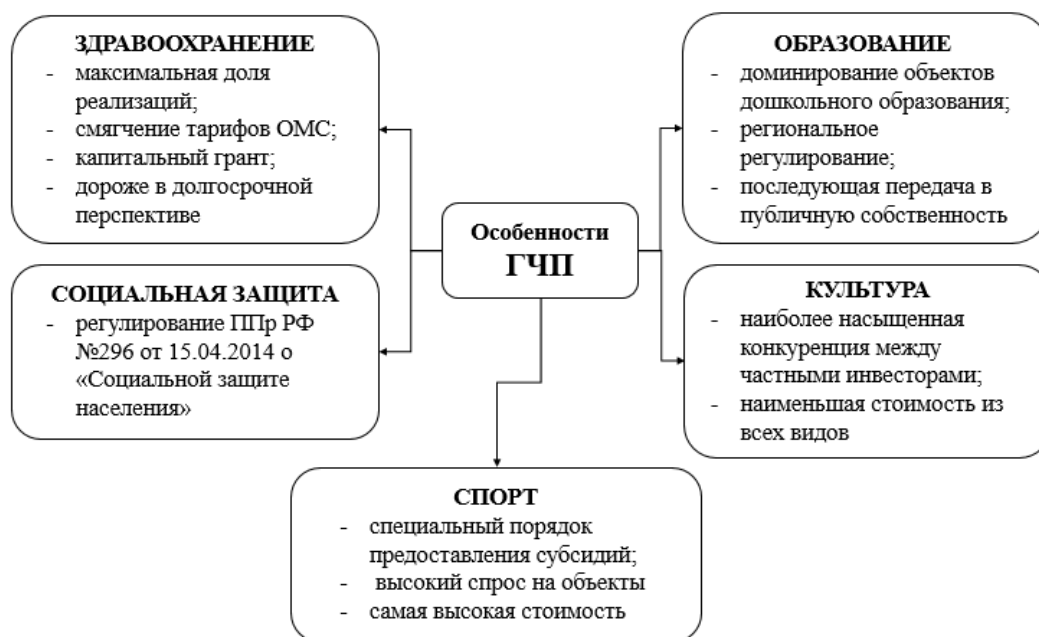 ЗДРАВООХРАНЕНИЕ
- максимальная доля
реализаций;
- смягчение тарифов ОМС;
- капитальный грант;
- дороже в долгосрочной
перспективе
ОБРАЗОВАНИЕ
- доминирование объектов
дошкольного образования;
- региональное
регулирование;
- последующая передача в
публичную собственность
Особенности
ГЧП
СОЦИАЛЬНАЯ ЗАЩИТА
- регулирование ППр РФ
№296 от 15.04.2014 о
«Социальной защите
населения»
КУЛЬТУРА
- наиболее насыщенная
конкуренция между
частными инвесторами;
- наименьшая стоимость из
всех видов
СПОРТ
- специальный порядок
предоставления субсидий;
- высокий спрос на объекты
- самая высокая стоимость